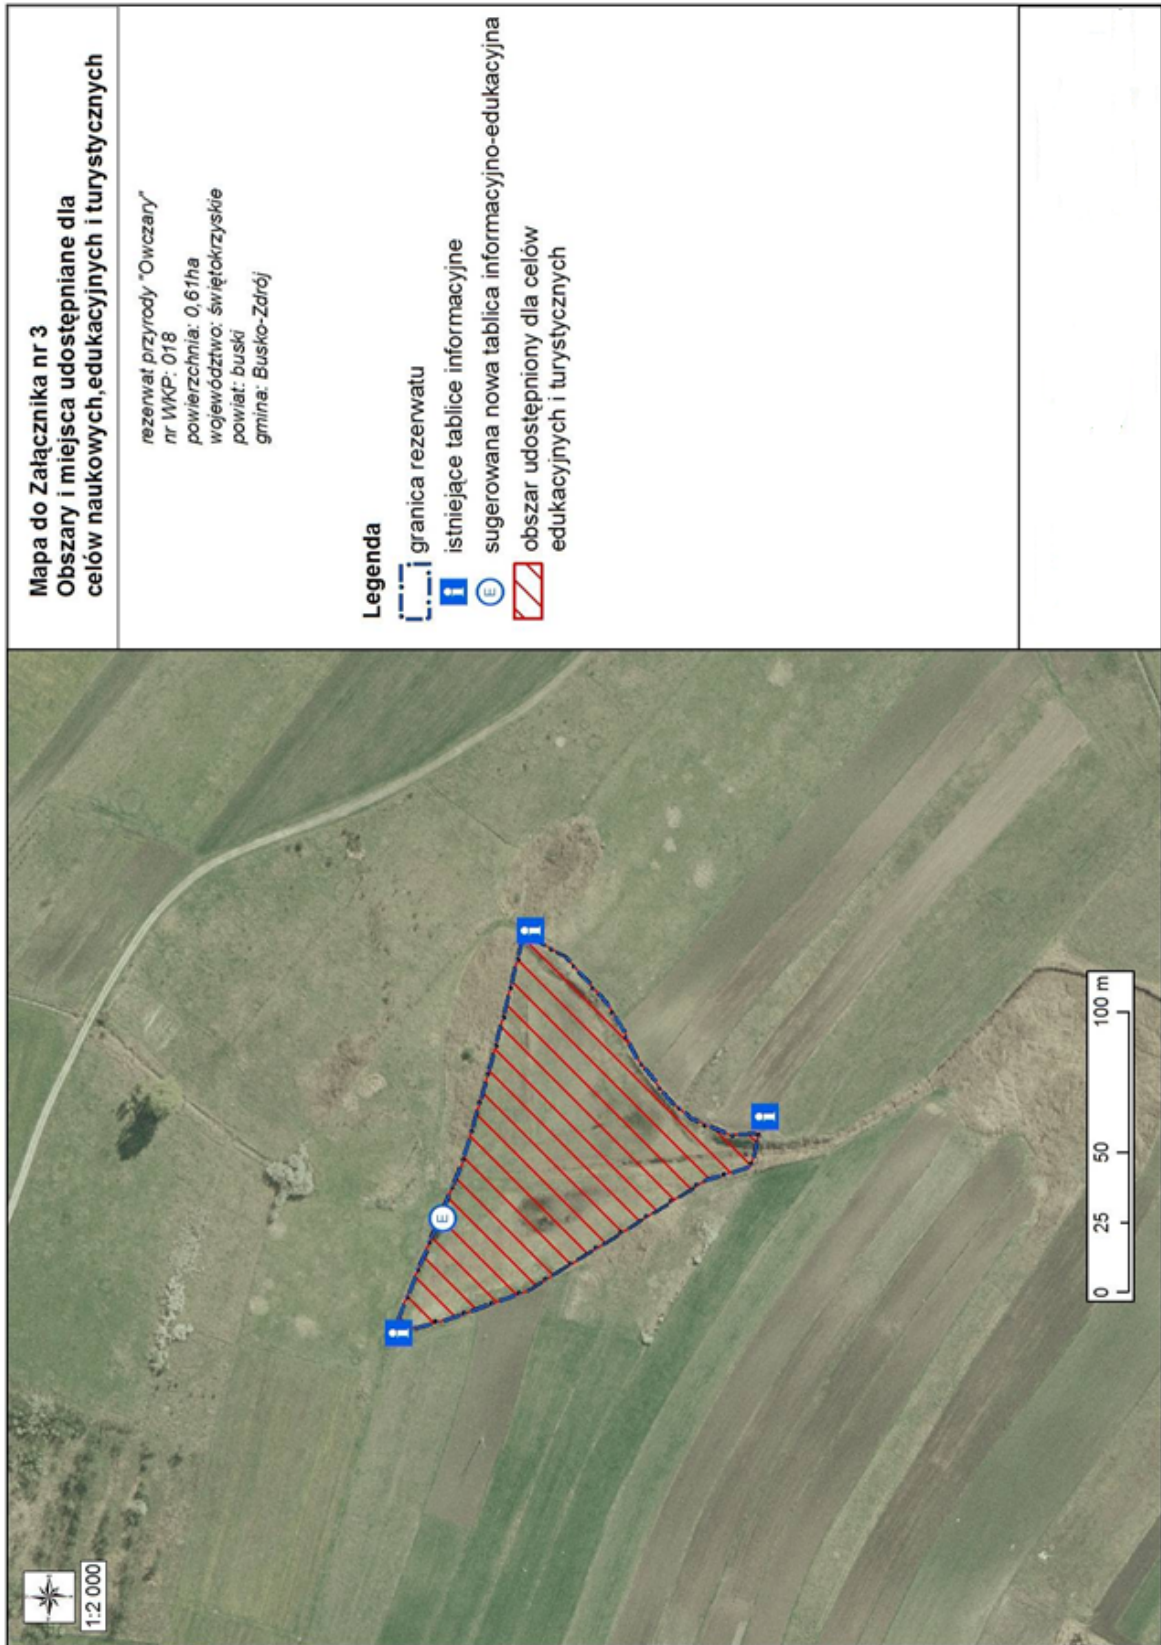 Mapa do Załącznika nr 3
Obszary i miejsca udostępniane dla
celów naukowych,edukacyjnych i turystycznych
rezerwat przyrody "Owczary"
nr WKP: 018
powierzchnia: 0,61ha
województwo: świętokrzyskie
powiat: buski
gmina: Busko-Zdrój
Legenda
granica rezerwatu
i istniejące tablice informacyjne
E sugerowana nowa tablica informacyjno-edukacyjna
obszar udostępniony dla celów
edukacyjnych i turystycznych
1:2 000
i
E
i
i
0 25 50 100 m